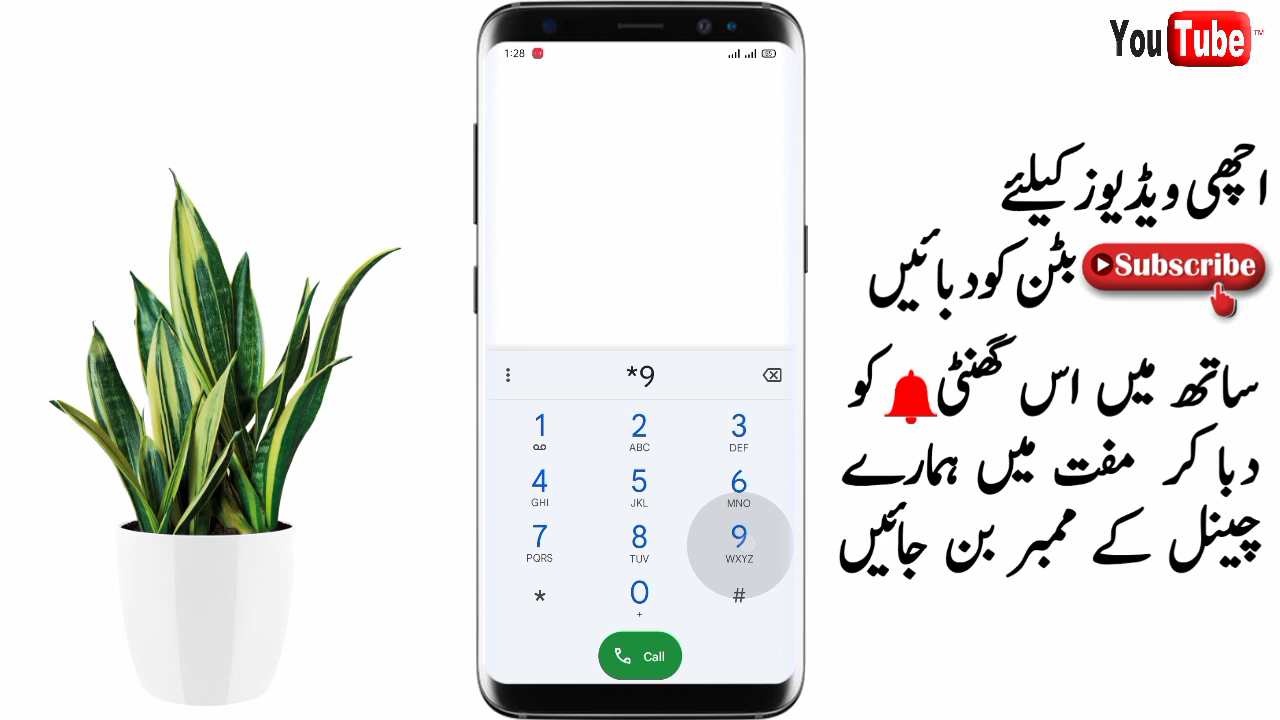 YouTube™
1:28
85
اچھی ویڈیوز کیلئے
Subscribe بٹن کو دبائیں
ساتھ میں اس گھنٹی کو
دبا کر مفت میں ہمارے
چینل کے ممبر بن جائیں
*9
1 2 3
ABC DEF
4 5 6
GHI JKL MNO
7 8 9
PQRS TUV WXYZ
* 0 #
+
Call